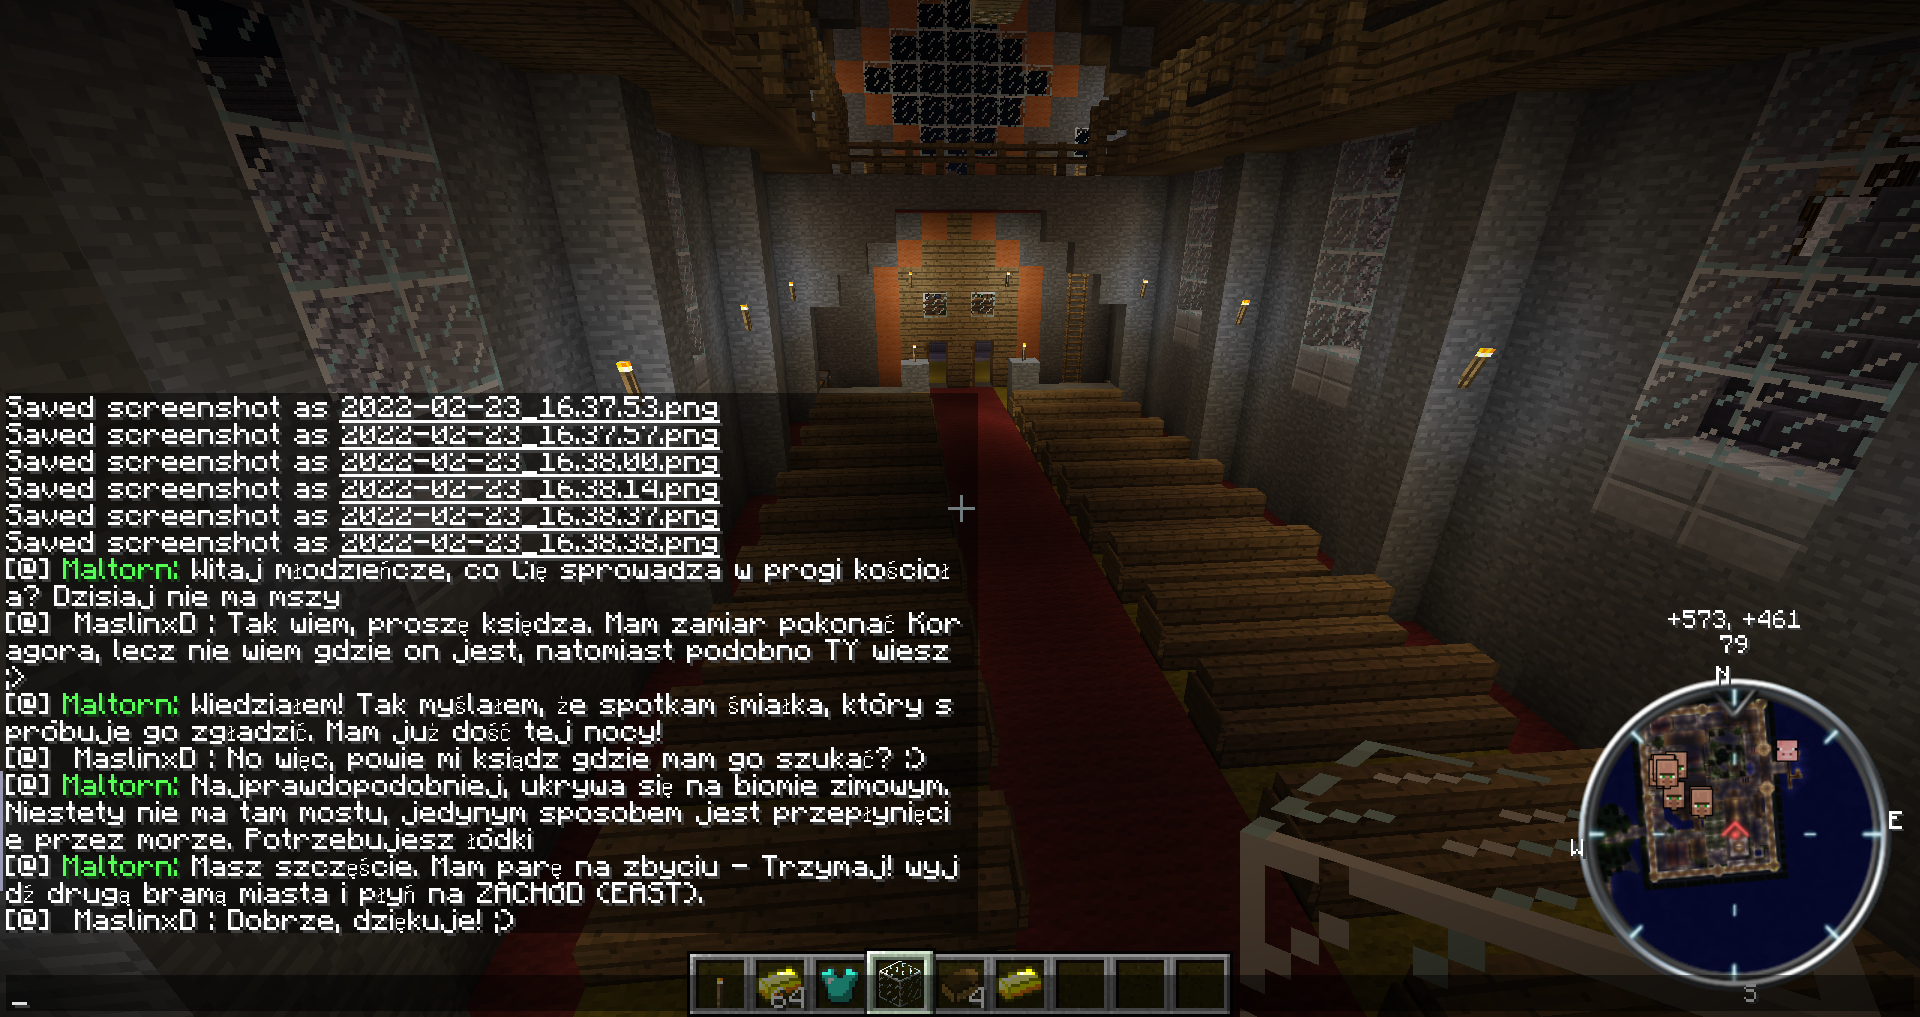 Saved screenshot as 2022-02-23_16.37.53.png
Saved screenshot as 2022-02-23_16.37.57.png
Saved screenshot as 2022-02-23_16.38.00.png
Saved screenshot as 2022-02-23_16.38.14.png
Saved screenshot as 2022-02-23_16.38.37.png
Saved screenshot as 2022-02-23_16.38.38.png
[@] Maltorn: Witaj młodzieńcze, co Cię sprowadza w progi kościoł
a? Dzisiaj nie ma mszy
[@]  MaslinxD : Tak wiem, proszę księdza. Mam zamiar pokonać Kor
agora, lecz nie wiem gdzie on jest, natomiast podobno TY wiesz
;>
[@] Maltorn: Wiedziałem! Tak myślałem, że spotkam śmiałka, który s
próbuje go zgładzić. Mam już dość tej nocy!
[@]  MaslinxD : No więc, powie mi ksiądz gdzie mam go szukać? :)
[@] Maltorn: Najprawdopodobniej, ukrywa się na biomie zimowym.
Niestety nie ma tam mostu, jedynym sposobem jest przepłynięci
e przez morze. Potrzebujesz łódki
[@] Maltorn: Masz szczęście. Mam parę na zbyciu - Trzymaj! wyj
dź drugą bramą miasta i płyń na ZACHÓD (EAST).
[@]  MaslinxD : Dobrze, dziękuje! ;)
_
64
4
+573, +461
79
N
E
W
S